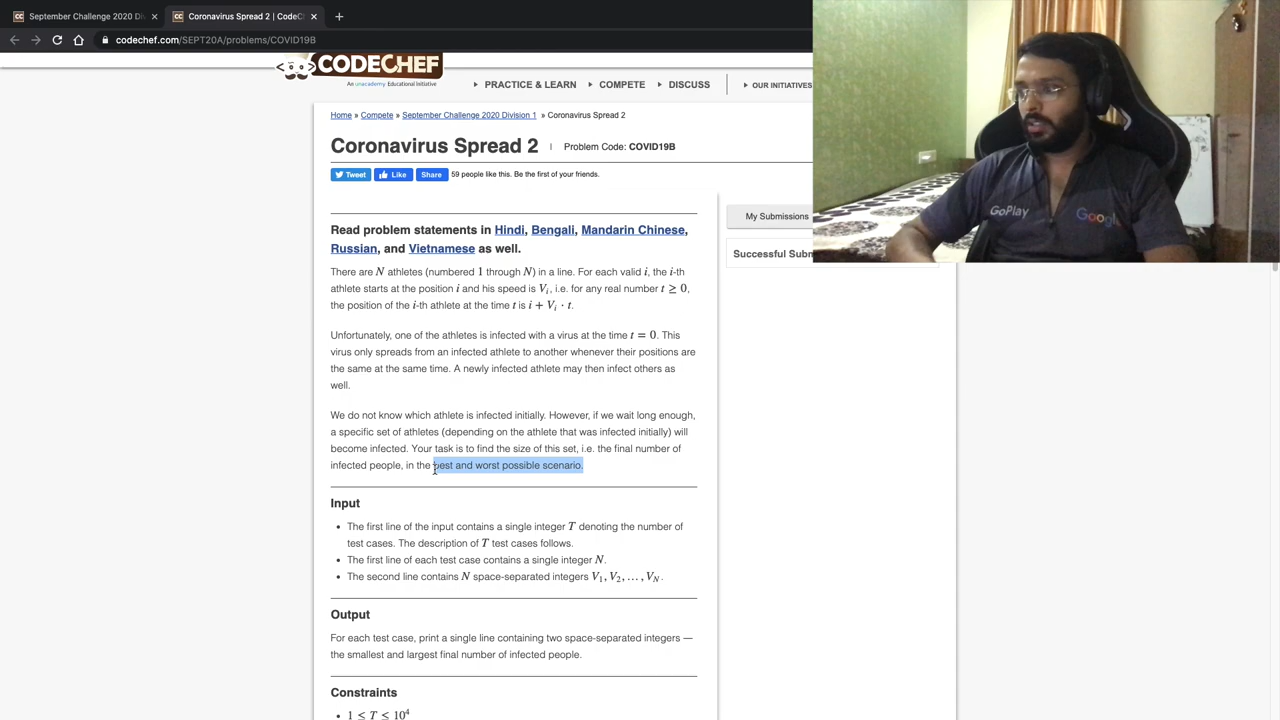 September Challenge 2020 Di
Coronavirus Spread 2 | CodeC
codechef.com/SEPT20A/problems/COVID19B
CODECHEF
An unacademy Educational Initiative
PRACTICE & LEARN
COMPETE
DISCUSS
OUR INITIATIVES
Home » Compete » September Challenge 2020 Division 1 » Coronavirus Spread 2
Coronavirus Spread 2 | Problem Code: COVID19B
Tweet
Like
Share
59 people like this. Be the first of your friends.
My Submissions
Successful Subm
GoPlay
Google
Read problem statements in Hindi, Bengali, Mandarin Chinese,
Russian, and Vietnamese as well.
There are N athletes (numbered 1 through N) in a line. For each valid i, the i-th
athlete starts at the position i and his speed is Vi, i.e. for any real number t ≥ 0,
the position of the i-th athlete at the time t is i + Vi · t.
Unfortunately, one of the athletes is infected with a virus at the time t = 0. This
virus only spreads from an infected athlete to another whenever their positions are
the same at the same time. A newly infected athlete may then infect others as
well.
We do not know which athlete is infected initially. However, if we wait long enough,
a specific set of athletes (depending on the athlete that was infected initially) will
become infected. Your task is to find the size of this set, i.e. the final number of
infected people, in the best and worst possible scenario.
Input
• The first line of the input contains a single integer T denoting the number of
test cases. The description of T test cases follows.
• The first line of each test case contains a single integer N.
• The second line contains N space-separated integers V1, V2, …, VN.
Output
For each test case, print a single line containing two space-separated integers —
the smallest and largest final number of infected people.
Constraints
• 1 ≤ T ≤ 10⁴